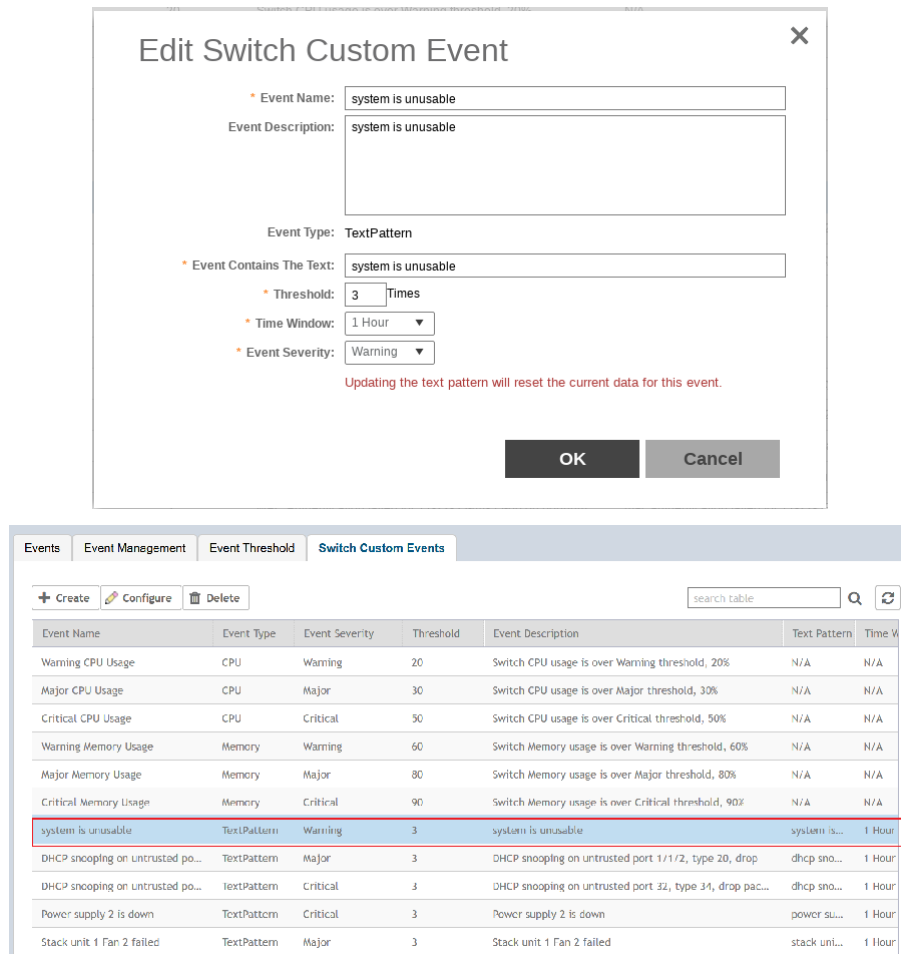 Edit Switch Custom Event
* Event Name: system is unusable
Event Description: system is unusable
Event Type: TextPattern
* Event Contains The Text: system is unusable
* Threshold: 3 Times
* Time Window: 1 Hour
* Event Severity: Warning
Updating the text pattern will reset the current data for this event.
OK Cancel
Events Event Management Event Threshold Switch Custom Events
Create Configure Delete search table
Event Name Event Type Event Severity Threshold Event Description Text Pattern Time W
Warning CPU Usage CPU Warning 20 Switch CPU usage is over Warning threshold, 20% N/A N/A
Major CPU Usage CPU Major 30 Switch CPU usage is over Major threshold, 30% N/A N/A
Critical CPU Usage CPU Critical 50 Switch CPU usage is over Critical threshold, 50% N/A N/A
Warning Memory Usage Memory Warning 60 Switch Memory usage is over Warning threshold, 60% N/A N/A
Major Memory Usage Memory Major 80 Switch Memory usage is over Major threshold, 80% N/A N/A
Critical Memory Usage Memory Critical 90 Switch Memory usage is over Critical threshold, 90% N/A N/A
system is unusable TextPattern Warning 3 system is unusable system is... 1 Hour
DHCP snooping on untrusted po... TextPattern Major 3 DHCP snooping on untrusted port 1/1/2, type 20, drop dhcp sno... 1 Hour
DHCP snooping on untrusted po... TextPattern Critical 3 DHCP snooping on untrusted port 32, type 34, drop pac... dhcp sno... 1 Hour
Power supply 2 is down TextPattern Critical 3 Power supply 2 is down power su... 1 Hour
Stack unit 1 Fan 2 failed TextPattern Major 3 Stack unit 1 Fan 2 failed stack uni... 1 Hour